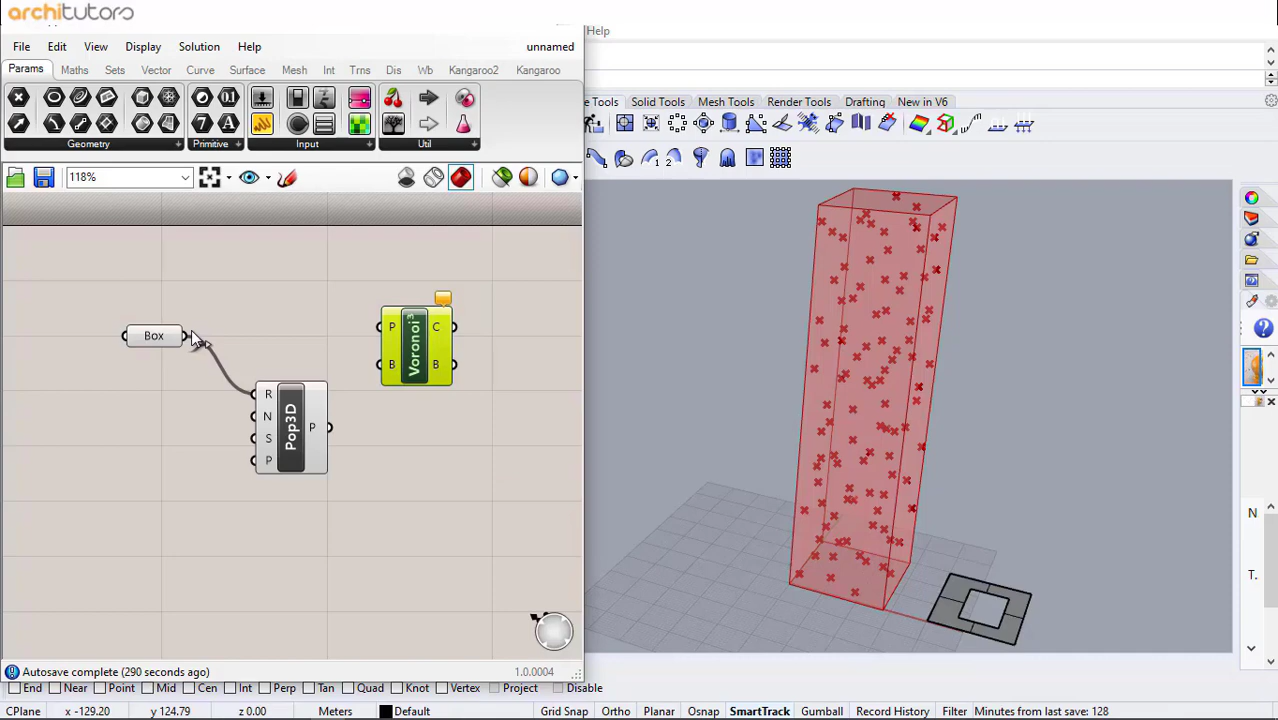 architutors
File Edit View Display Solution Help unnamed
Help
Params Maths Sets Vector Curve Surface Mesh Int Trns Dis Wb Kangaroo2 Kangaroo
e Tools Solid Tools Mesh Tools Render Tools Drafting New in V6
Geometry Primitive Input Util
118%
Box
R
N
S
P
Pop3D
P
P
B
Voronoi³
C
B
N
T.
Autosave complete (290 seconds ago) 1.0.0004
End Near Point Mid Cen Int Perp Tan Quad Knot Vertex Project Disable
CPlane x -129.20 y 124.79 z 0.00 Meters Default Grid Snap Ortho Planar Osnap SmartTrack Gumball Record History Filter Minutes from last save: 128